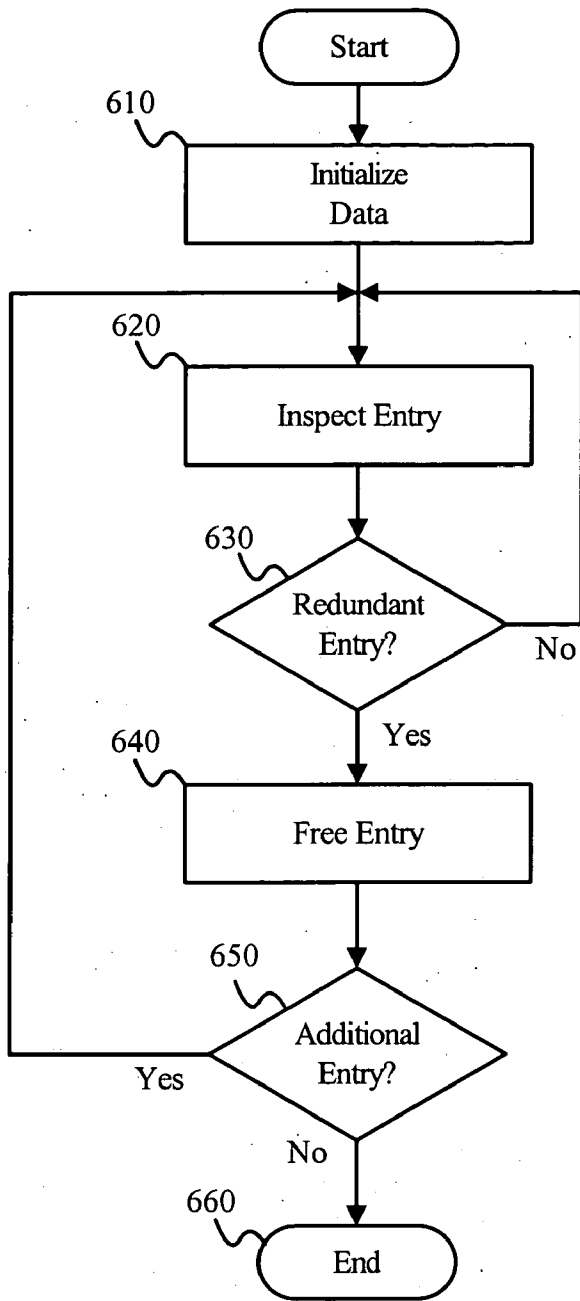 Start
610
Initialize
Data
620
Inspect Entry
630
Redundant
Entry?
No
Yes
640
Free Entry
650
Additional
Entry?
Yes
No
660
End